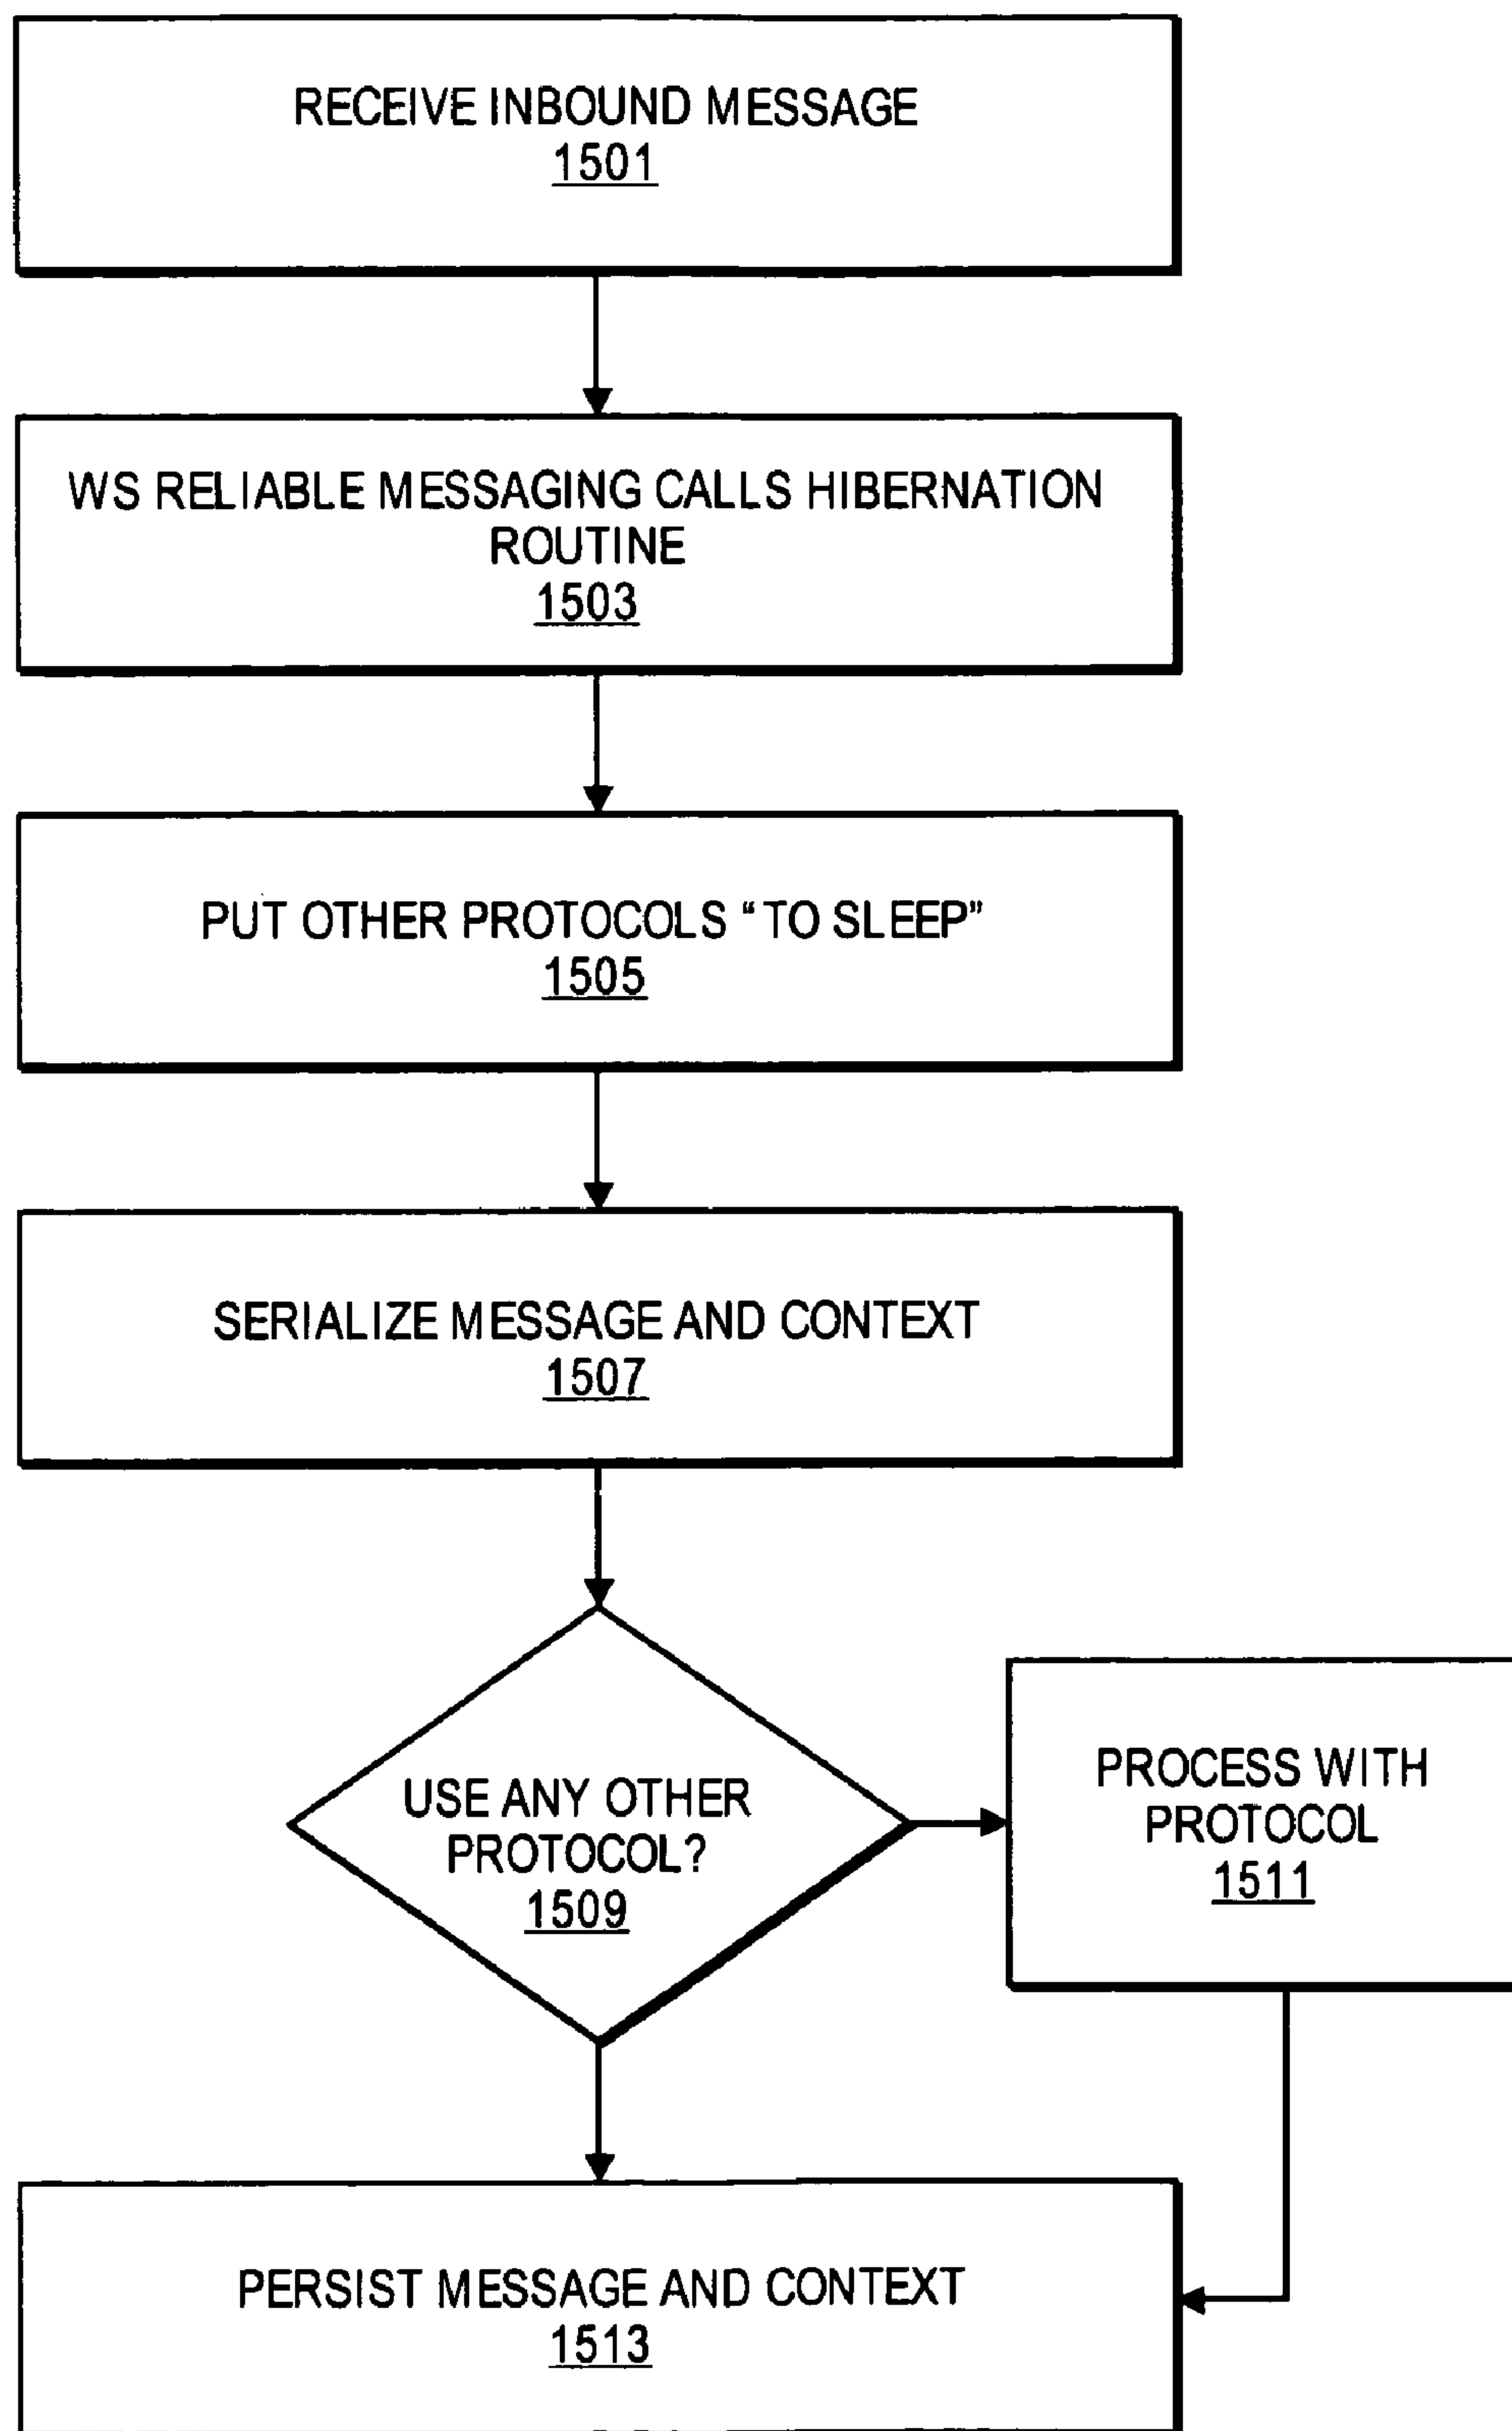 RECEIVE INBOUND MESSAGE
1501
WS RELIABLE MESSAGING CALLS HIBERNATION
ROUTINE
1503
PUT OTHER PROTOCOLS “TO SLEEP”
1505
SERIALIZE MESSAGE AND CONTEXT
1507
USE ANY OTHER
PROTOCOL?
1509
PROCESS WITH
PROTOCOL
1511
PERSIST MESSAGE AND CONTEXT
1513